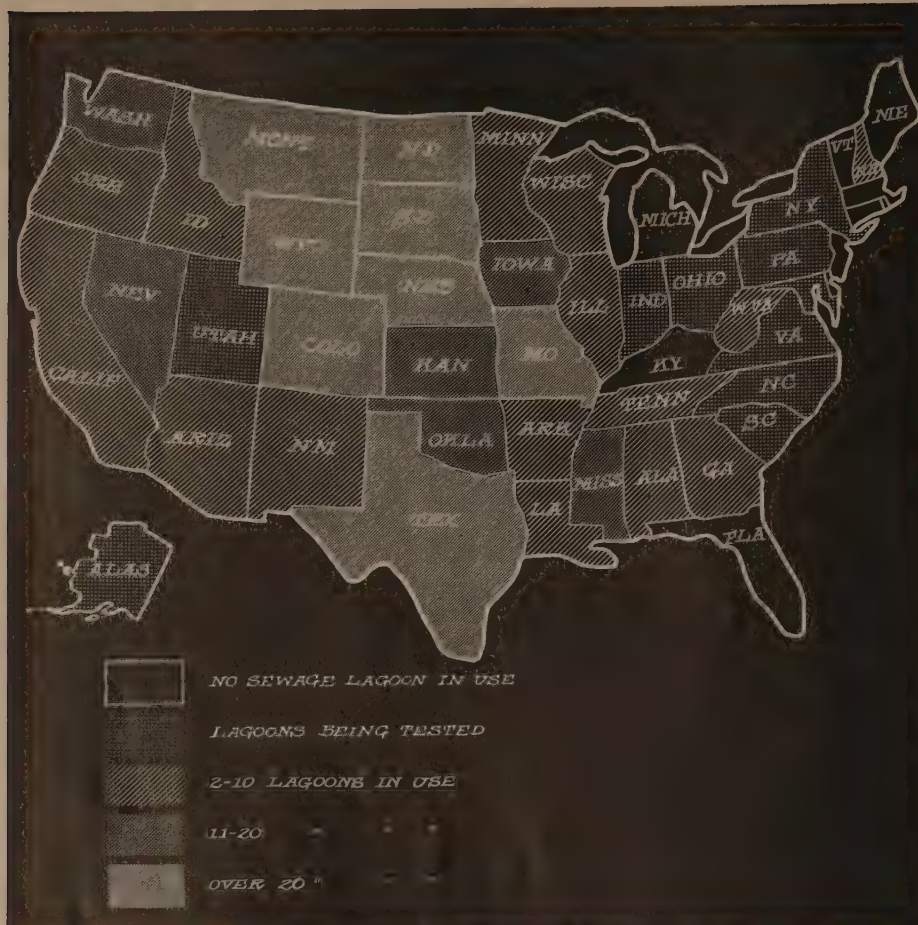 WASH
MONT
ND
MINN
ME
VT
NH
ORE
ID
WISC
NY
SD
MICH
WY
IOWA
PA
NEB
NEV
ILL
IND
OHIO
WVA
UTAH
COLO
MO
VA
KAN
KY
CALIF
NC
TENN
ARIZ
NM
OKLA
ARK
SC
MISS
ALA
GA
LA
TEX
FLA
ALAS
NO SEWAGE LAGOON IN USE
LAGOONS BEING TESTED
2-10 LAGOONS IN USE
11-20 " " "
OVER 20 " " "